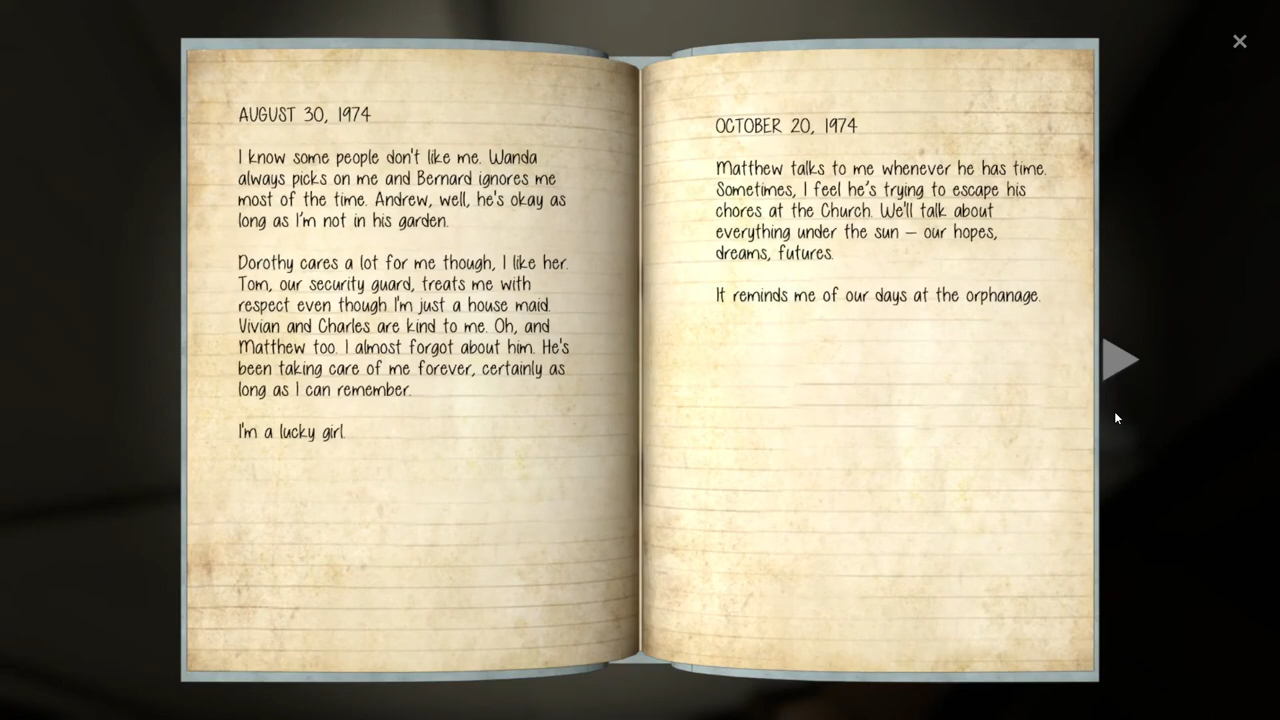 AUGUST 30, 1974
I know some people don't like me. Wanda
always picks on me and Bernard ignores me
most of the time. Andrew, well, he's okay as
long as I'm not in his garden.
Dorothy cares a lot for me though, I like her.
Tom, our security guard, treats me with
respect even though I'm just a house maid.
Vivian and Charles are kind to me. Oh, and
Matthew too. I almost forgot about him. He's
been taking care of me forever, certainly as
long as I can remember.
I'm a lucky girl.
OCTOBER 20, 1974
Matthew talks to me whenever he has time.
Sometimes, I feel he's trying to escape his
chores at the Church. We'll talk about
everything under the sun – our hopes,
dreams, futures.
It reminds me of our days at the orphanage.